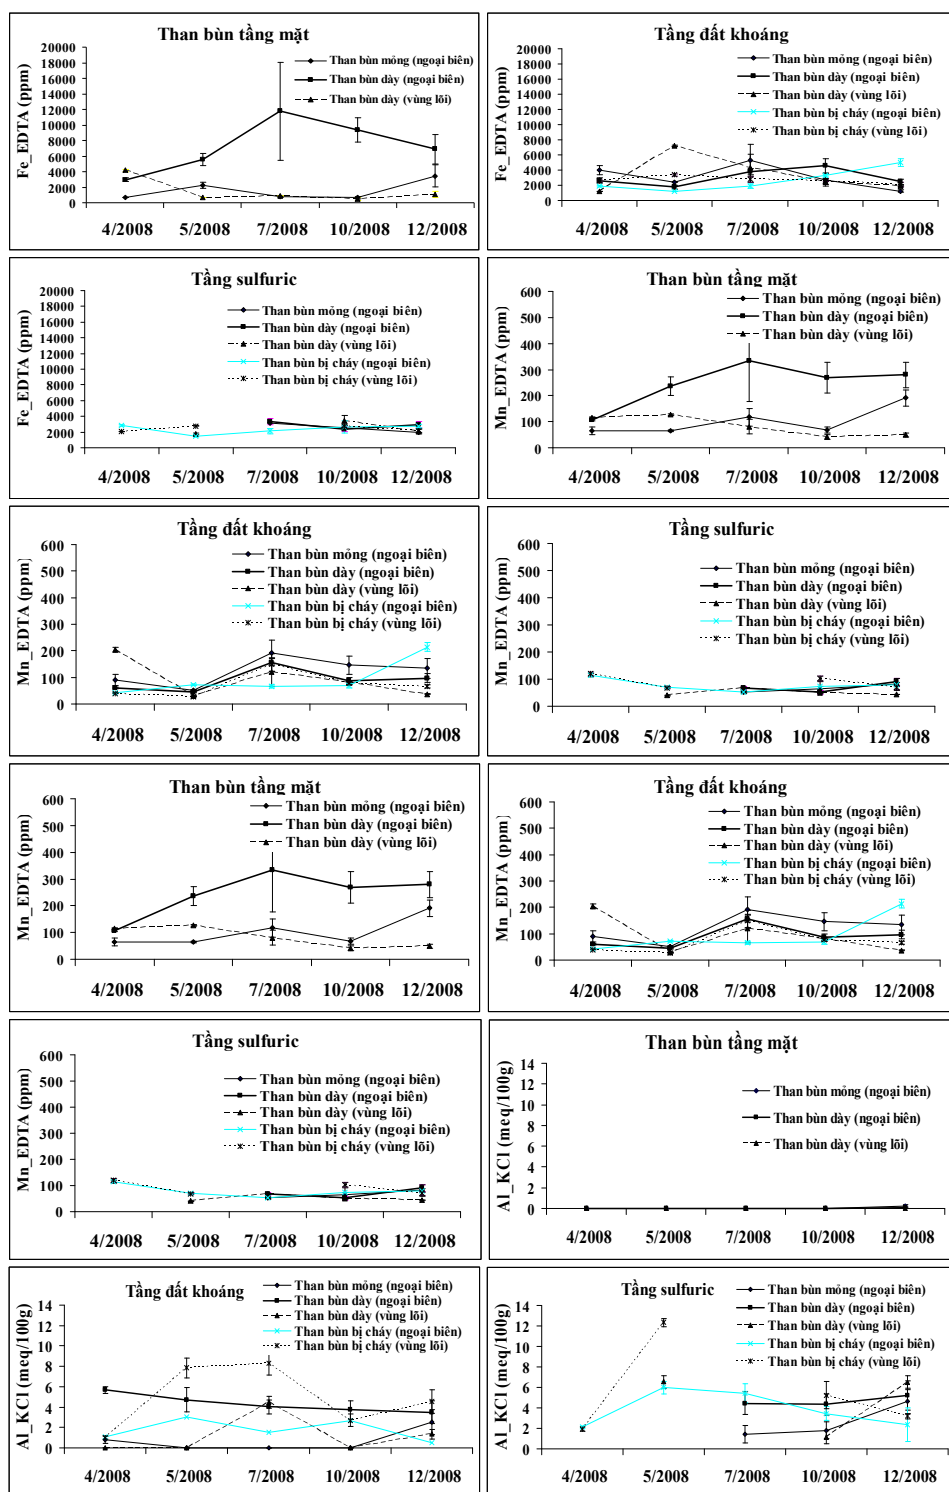 Than bùn tầng mặt
Fe_EDTA (ppm)
20000
18000
16000
14000
12000
10000
8000
6000
4000
2000
0
Than bùn mỏng (ngoại biên)
Than bùn dày (ngoại biên)
Than bùn dày (vùng lõi)
4/2008 5/2008 7/2008 10/2008 12/2008
Tầng đất khoáng
Fe_EDTA (ppm)
20000
18000
16000
14000
12000
10000
8000
6000
4000
2000
0
Than bùn mỏng (ngoại biên)
Than bùn dày (ngoại biên)
Than bùn dày (vùng lõi)
Than bùn bị cháy (ngoại biên)
Than bùn bị cháy (vùng lõi)
4/2008 5/2008 7/2008 10/2008 12/2008
Tầng sulfuric
Fe_EDTA (ppm)
20000
18000
16000
14000
12000
10000
8000
6000
4000
2000
0
Than bùn mỏng (ngoại biên)
Than bùn dày (ngoại biên)
Than bùn dày (vùng lõi)
Than bùn bị cháy (ngoại biên)
Than bùn bị cháy (vùng lõi)
4/2008 5/2008 7/2008 10/2008 12/2008
Than bùn tầng mặt
Mn_EDTA (ppm)
600
500
400
300
200
100
0
Than bùn mỏng (ngoại biên)
Than bùn dày (ngoại biên)
Than bùn dày (vùng lõi)
4/2008 5/2008 7/2008 10/2008 12/2008
Tầng đất khoáng
Mn_EDTA (ppm)
600
500
400
300
200
100
0
Than bùn mỏng (ngoại biên)
Than bùn dày (ngoại biên)
Than bùn dày (vùng lõi)
Than bùn bị cháy (ngoại biên)
Than bùn bị cháy (vùng lõi)
4/2008 5/2008 7/2008 10/2008 12/2008
Tầng sulfuric
Mn_EDTA (ppm)
600
500
400
300
200
100
0
Than bùn mỏng (ngoại biên)
Than bùn dày (ngoại biên)
Than bùn dày (vùng lõi)
Than bùn bị cháy (ngoại biên)
Than bùn bị cháy (vùng lõi)
4/2008 5/2008 7/2008 10/2008 12/2008
Than bùn tầng mặt
Mn_EDTA (ppm)
600
500
400
300
200
100
0
Than bùn mỏng (ngoại biên)
Than bùn dày (ngoại biên)
Than bùn dày (vùng lõi)
4/2008 5/2008 7/2008 10/2008 12/2008
Tầng đất khoáng
Mn_EDTA (ppm)
600
500
400
300
200
100
0
Than bùn mỏng (ngoại biên)
Than bùn dày (ngoại biên)
Than bùn dày (vùng lõi)
Than bùn bị cháy (ngoại biên)
Than bùn bị cháy (vùng lõi)
4/2008 5/2008 7/2008 10/2008 12/2008
Tầng sulfuric
Mn_EDTA (ppm)
600
500
400
300
200
100
0
Than bùn mỏng (ngoại biên)
Than bùn dày (ngoại biên)
Than bùn dày (vùng lõi)
Than bùn bị cháy (ngoại biên)
Than bùn bị cháy (vùng lõi)
4/2008 5/2008 7/2008 10/2008 12/2008
Than bùn tầng mặt
Al_KCl (meq/100g)
14
12
10
8
6
4
2
0
Than bùn mỏng (ngoại biên)
Than bùn dày (ngoại biên)
Than bùn dày (vùng lõi)
4/2008 5/2008 7/2008 10/2008 12/2008
Tầng đất khoáng
Al_KCl (meq/100g)
14
12
10
8
6
4
2
0
Than bùn mỏng (ngoại biên)
Than bùn dày (ngoại biên)
Than bùn dày (vùng lõi)
Than bùn bị cháy (ngoại biên)
Than bùn bị cháy (vùng lõi)
4/2008 5/2008 7/2008 10/2008 12/2008
Tầng sulfuric
Al_KCl (meq/100g)
14
12
10
8
6
4
2
0
Than bùn mỏng (ngoại biên)
Than bùn dày (ngoại biên)
Than bùn dày (vùng lõi)
Than bùn bị cháy (ngoại biên)
Than bùn bị cháy (vùng lõi)
4/2008 5/2008 7/2008 10/2008 12/2008